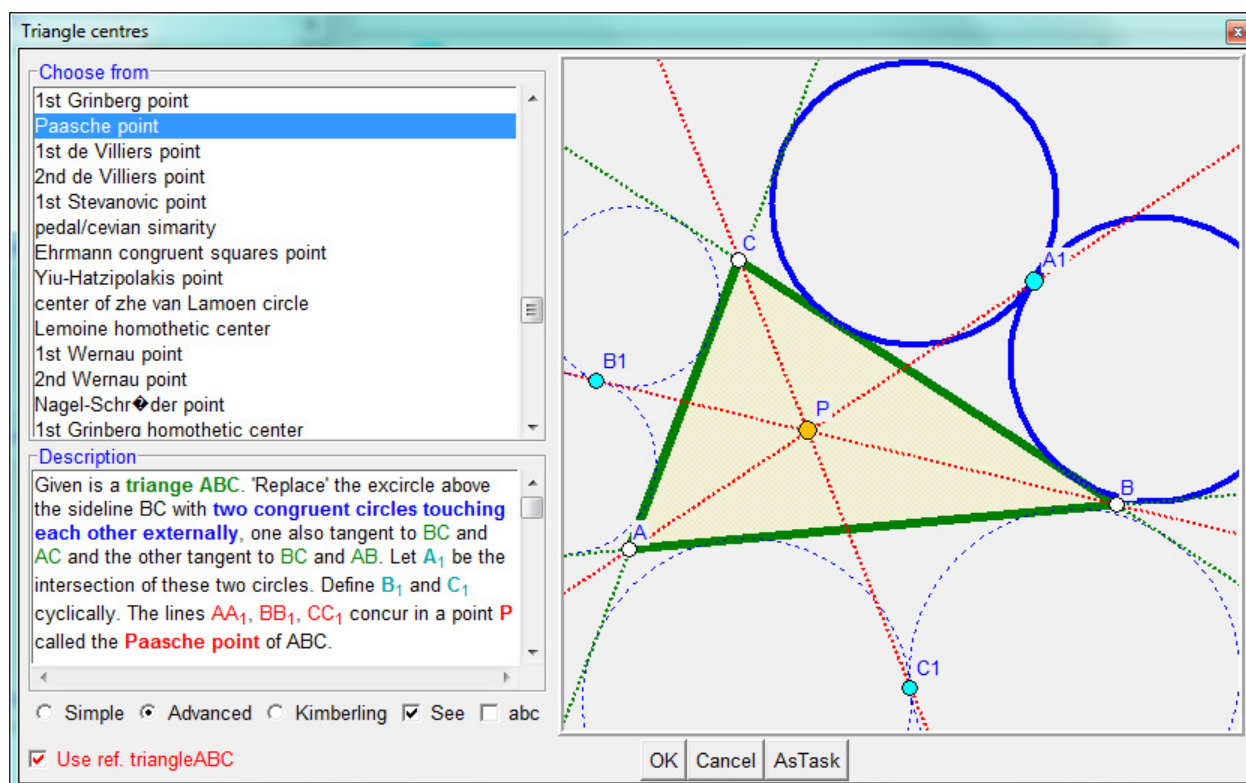 Triangle centres
Choose from
1st Grinberg point
Paasche point
1st de Villiers point
2nd de Villiers point
1st Stevanovic point
pedal/cevian simarity
Ehrmann congruent squares point
Yiu-Hatzipolakis point
center of zhe van Lamoen circle
Lemoine homothetic center
1st Wernau point
2nd Wernau point
Nagel-Schr�der point
1st Grinberg homothetic center
Description
Given is a triange ABC. 'Replace' the excircle above
the sideline BC with two congruent circles touching
each other externally, one also tangent to BC and
AC and the other tangent to BC and AB. Let A1 be the
intersection of these two circles. Define B1 and C1
cyclically. The lines AA1, BB1, CC1 concur in a point P
called the Paasche point of ABC.
Simple Advanced Kimberling See abc
Use ref. triangleABC
C
A1
B1
P
B
A
C1
OK Cancel AsTask